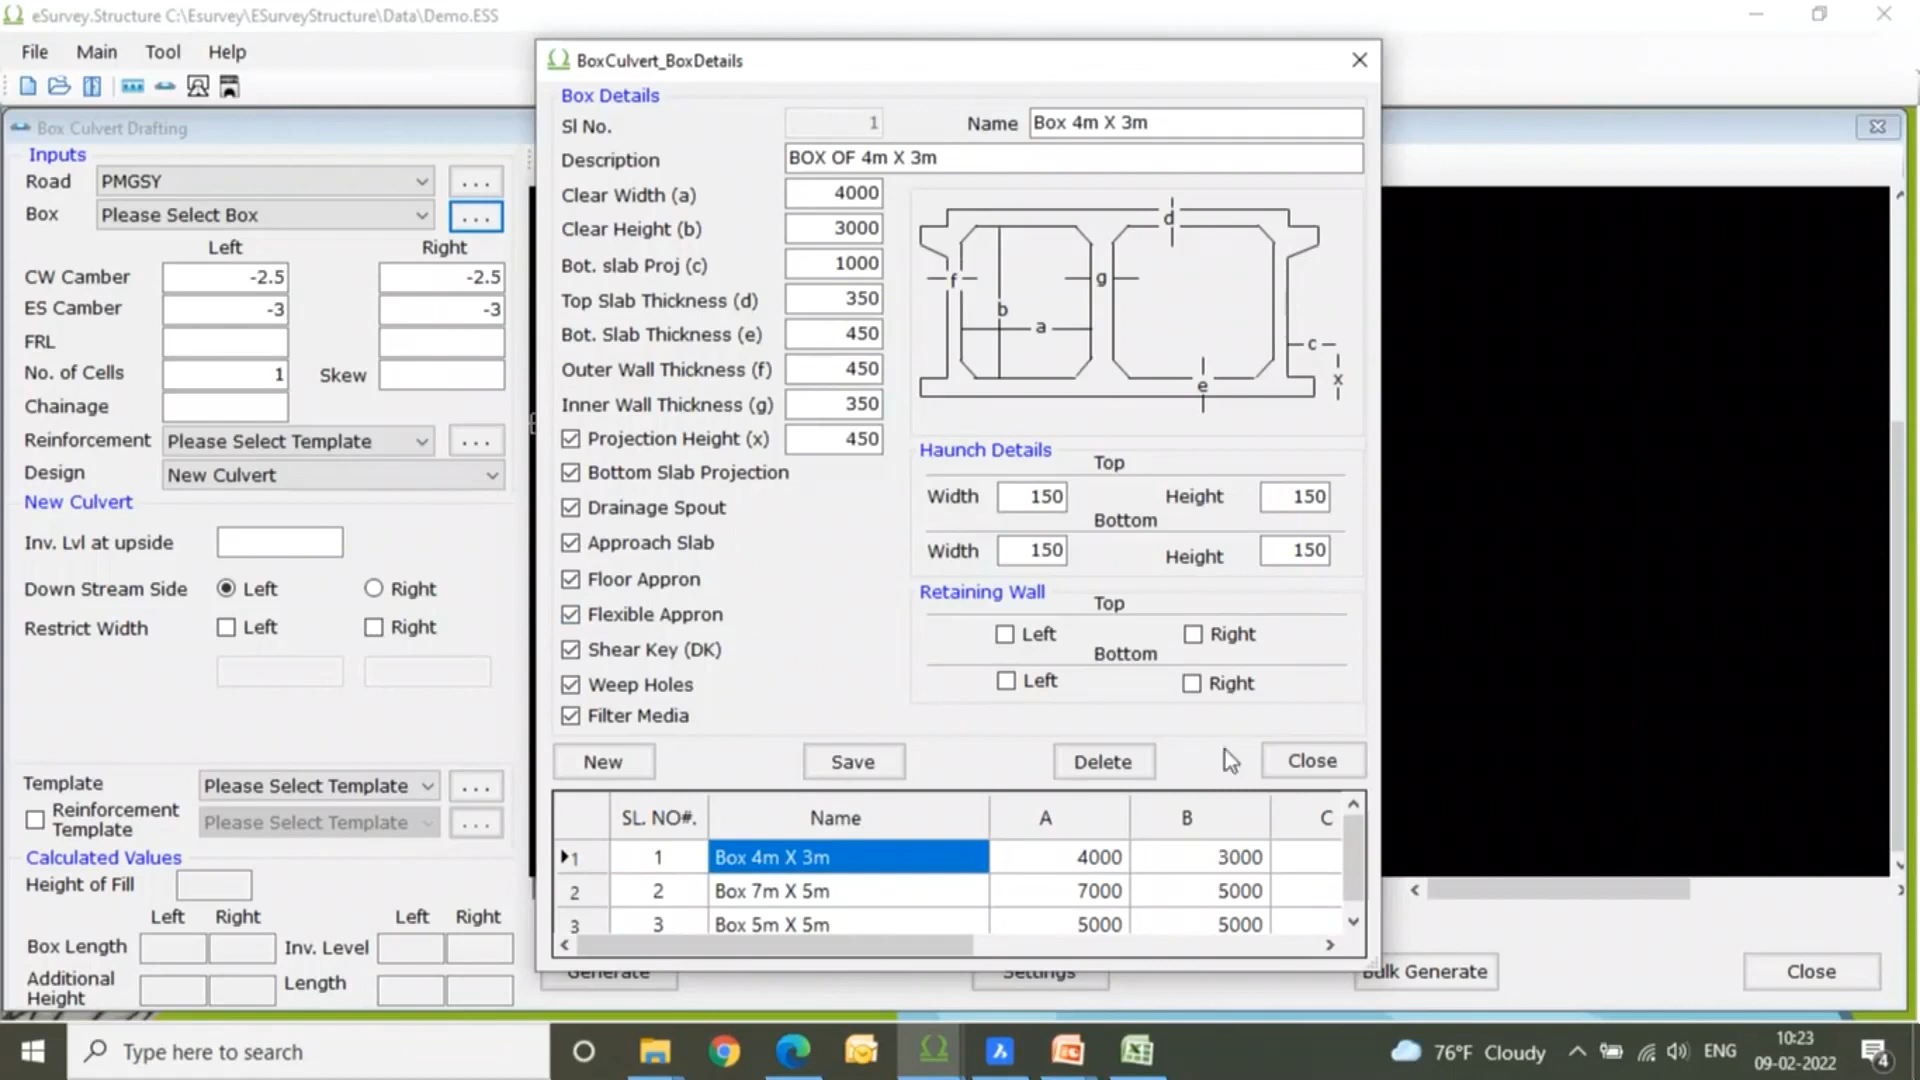 eSurvey.Structure C:\Esurvey\ESurveyStructure\Data\Demo.ESS
File Main Tool Help
Box Culvert Drafting
Inputs
Road PMGSY ...
Box Please Select Box ...
Left Right
CW Camber -2.5 -2.5
ES Camber -3 -3
FRL
No. of Cells 1 Skew
Chainage
Reinforcement Please Select Template ...
Design New Culvert
New Culvert
Inv. Lvl at upside
Down Stream Side Left Right
Restrict Width Left Right
Template Please Select Template ...
Reinforcement
Template Please Select Template ...
Calculated Values
Height of Fill
Left Right Left Right
Box Length Inv. Level
Additional
Height Length
BoxCulvert_BoxDetails
Box Details
Sl No. 1 Name Box 4m X 3m
Description BOX OF 4m X 3m
Clear Width (a) 4000
Clear Height (b) 3000
Bot. slab Proj (c) 1000
Top Slab Thickness (d) 350
Bot. Slab Thickness (e) 450
Outer Wall Thickness (f) 450
Inner Wall Thickness (g) 350
Projection Height (x) 450
Bottom Slab Projection
Drainage Spout
Approach Slab
Floor Appron
Flexible Appron
Shear Key (DK)
Weep Holes
Filter Media
d
f g
b
a
c
x
e
Haunch Details
Top
Width 150 Height 150
Bottom
Width 150 Height 150
Retaining Wall
Top
Left Right
Bottom
Left Right
New Save Delete Close
SL. NO#. Name A B C
1 1 Box 4m X 3m 4000 3000
2 2 Box 7m X 5m 7000 5000
3 3 Box 5m X 5m 5000 5000
Generate Settings Bulk Generate Close
Type here to search
76°F Cloudy ENG
10:23
09-02-2022
4